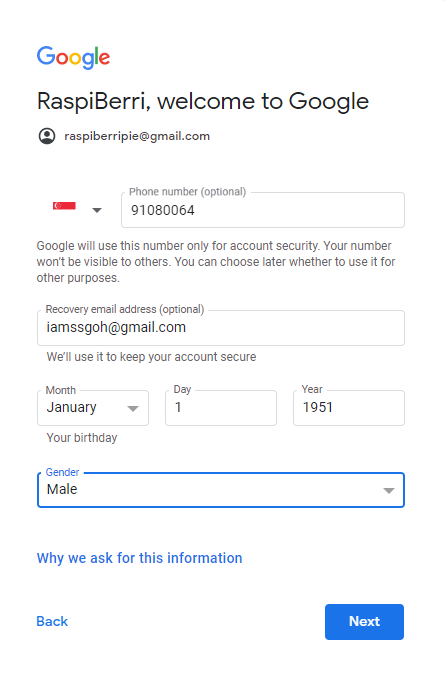 Google
RaspiBerri, welcome to Google
raspiberripie@gmail.com
Phone number (optional)
91080064
Google will use this number only for account security. Your number
won't be visible to others. You can choose later whether to use it for
other purposes.
Recovery email address (optional)
iamssgoh@gmail.com
We'll use it to keep your account secure
Month Day Year
January 1 1951
Your birthday
Gender
Male
Why we ask for this information
Back Next